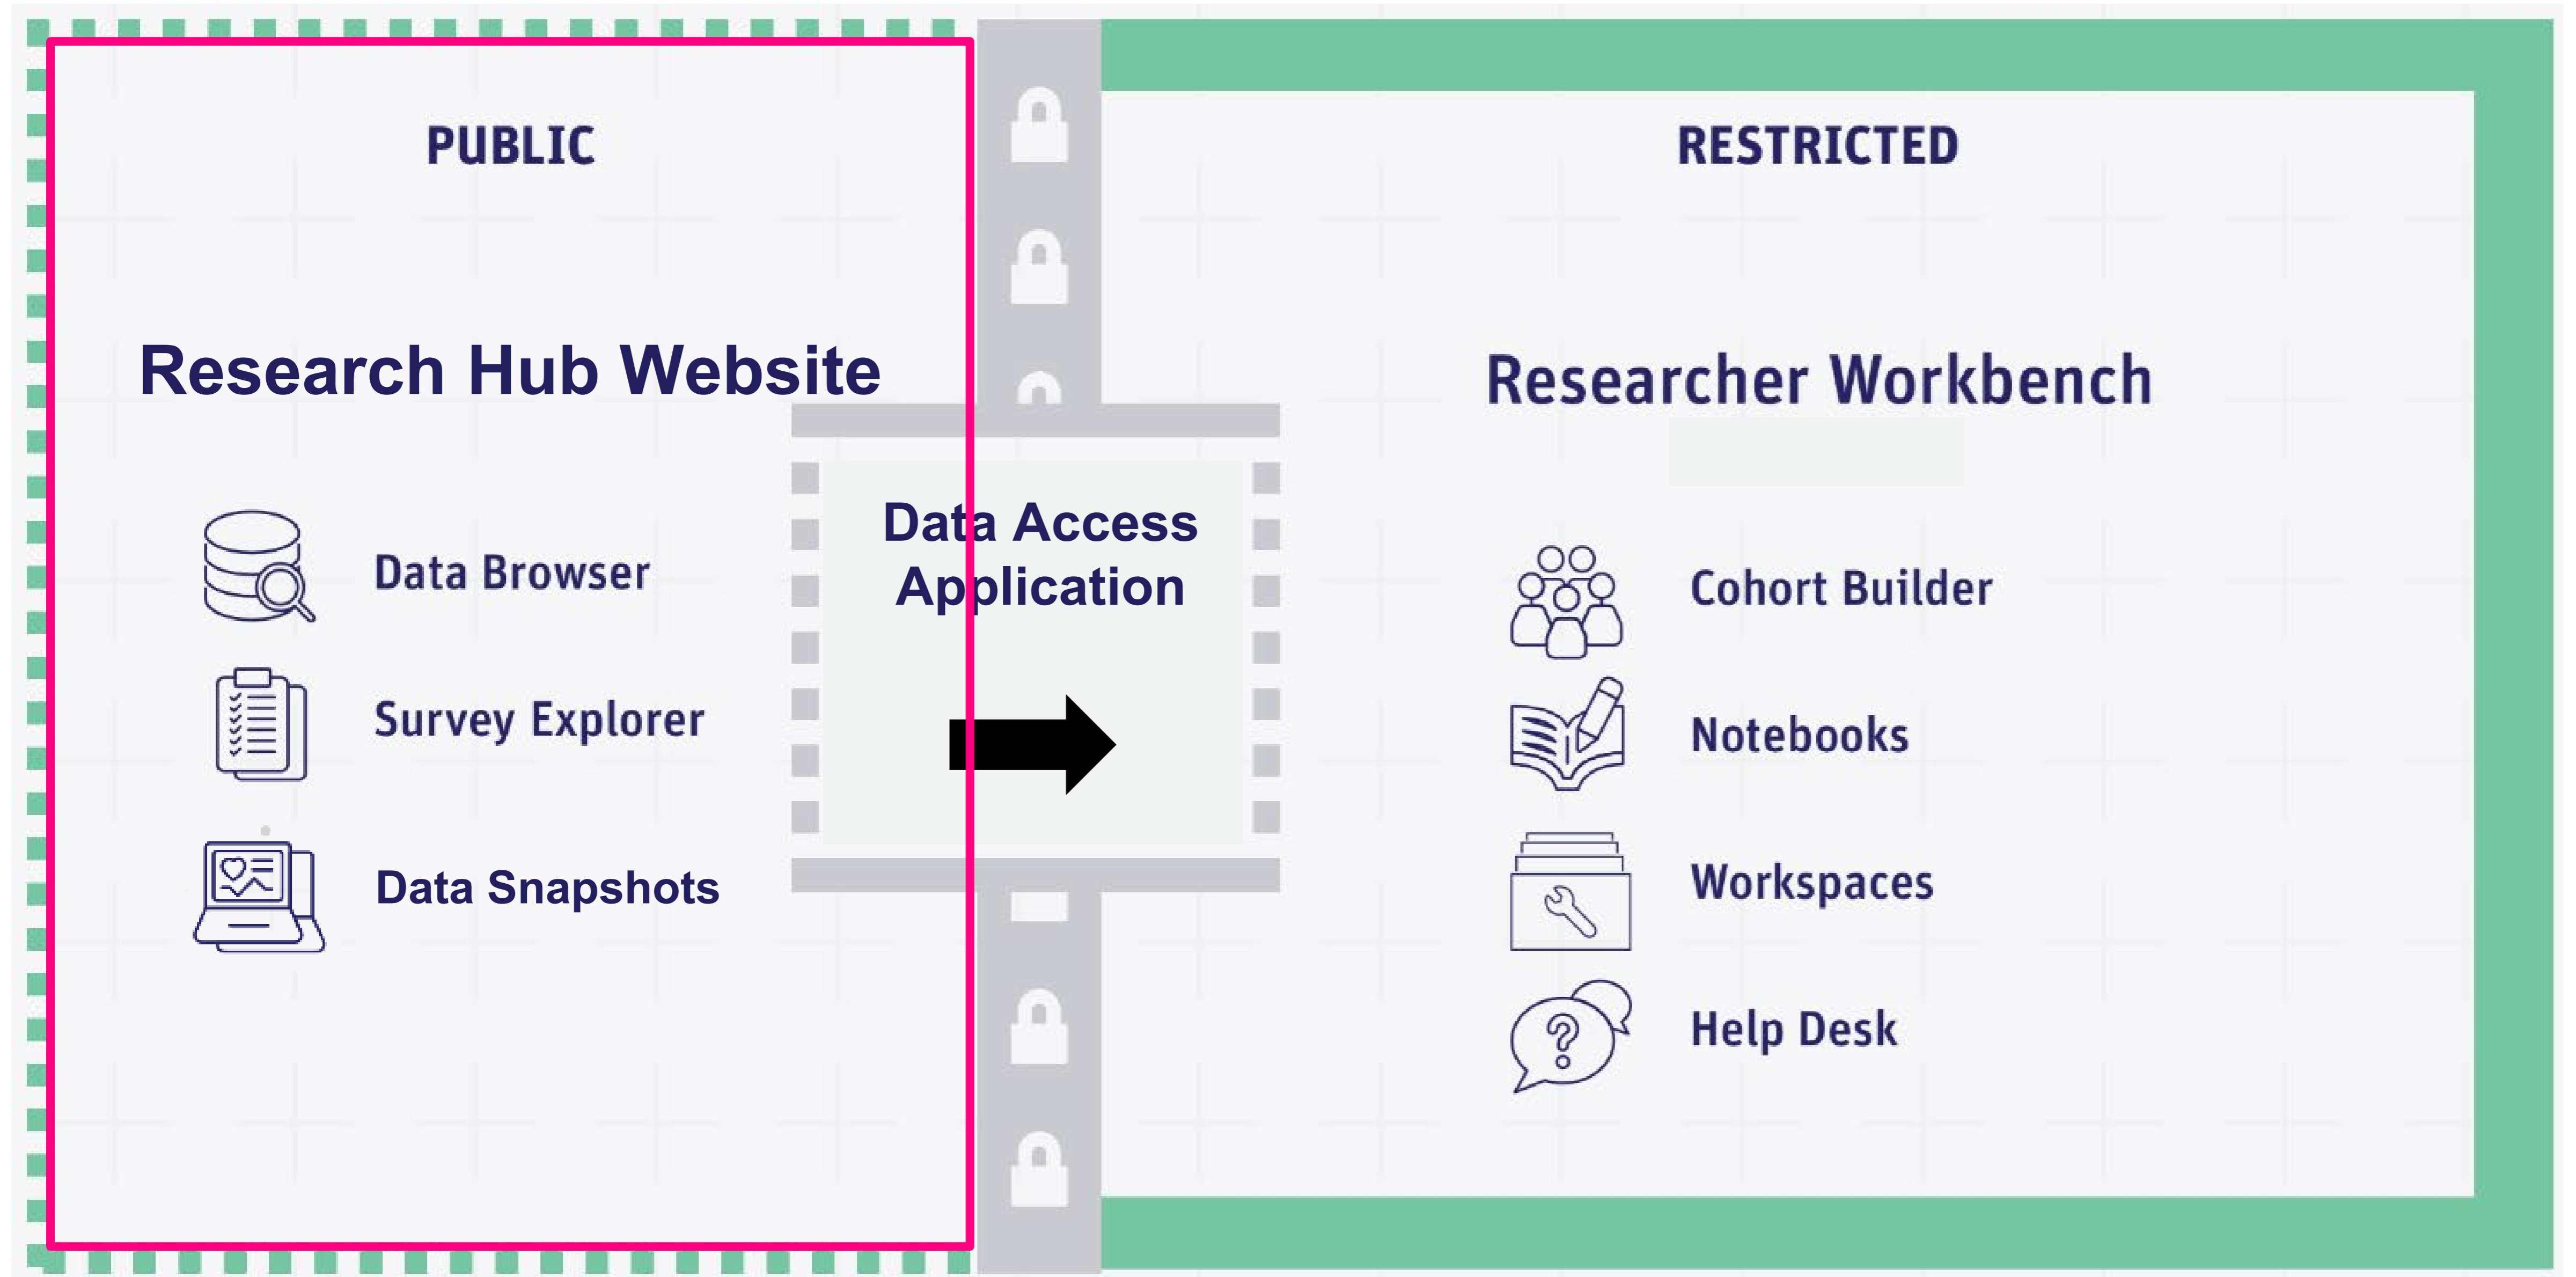 PUBLIC
Research Hub Website
Data Browser
Survey Explorer
Data Snapshots
Data Access
Application
RESTRICTED
Researcher Workbench
Cohort Builder
Notebooks
Workspaces
Help Desk